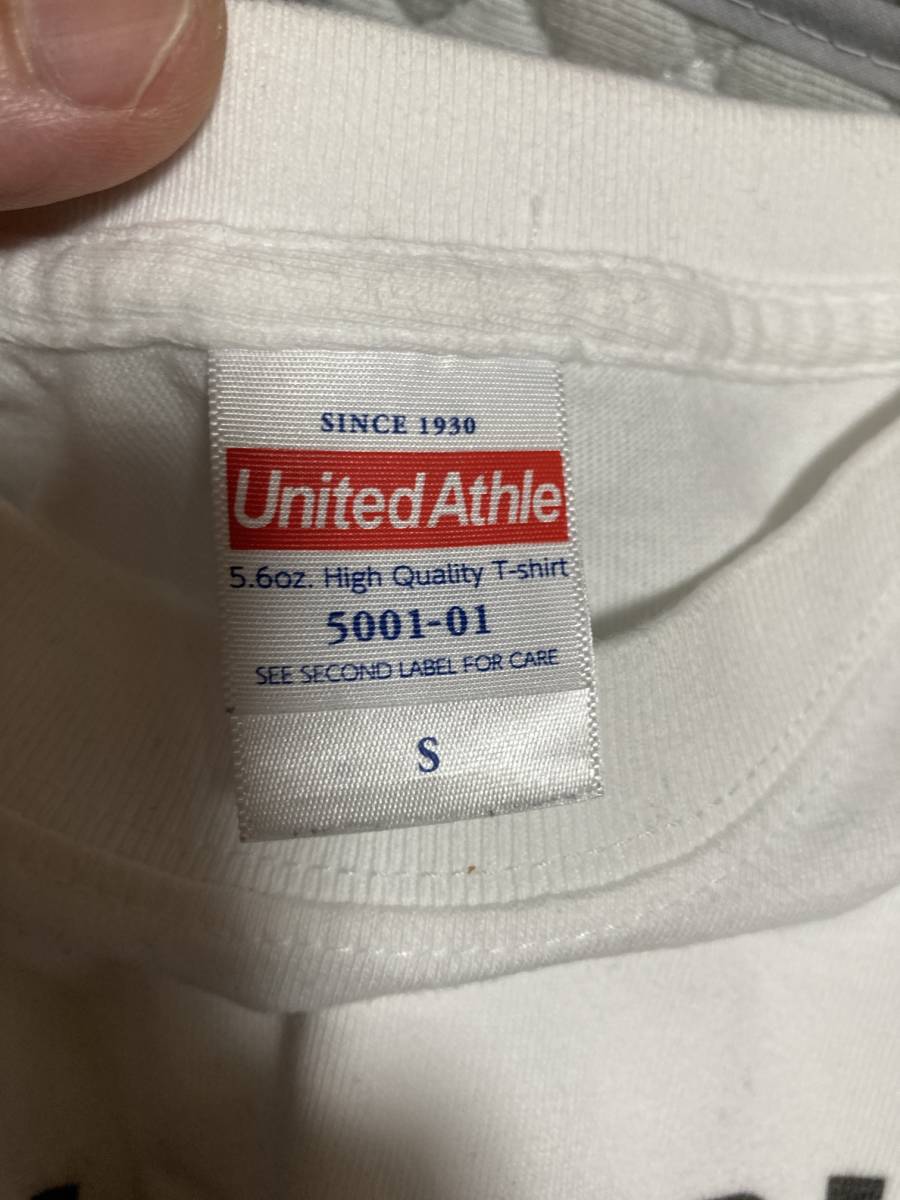 SINCE 1930
United Athle
5.6oz. High Quality T-shirt
5001-01
SEE SECOND LABEL FOR CARE
S